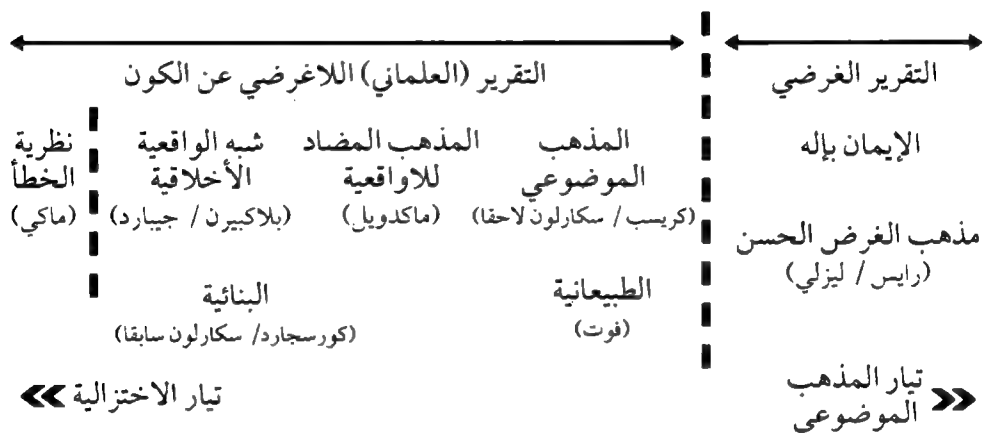 التقرير الغرضي
الإيمان بإله
مذهب الغرض الحسن
(رايس / ليزلي)
تيار المذهب
الموضوعي
التقرير (العلماني) اللاغرضي عن الكون
المذهب
الموضوعي
(كريسب / سكارلون لاحقا)
المذهب المضاد
للاواقعية
(ماكدويل)
شبه الواقعية
الأخلاقية
(بلاكبيرن / جيبارد)
نظرية
الخطأ
(ماكي)
الطبيعانية
(فوت)
البنائية
(كورسجارد/ سكارلون سابقا)
تيار الاختزالية